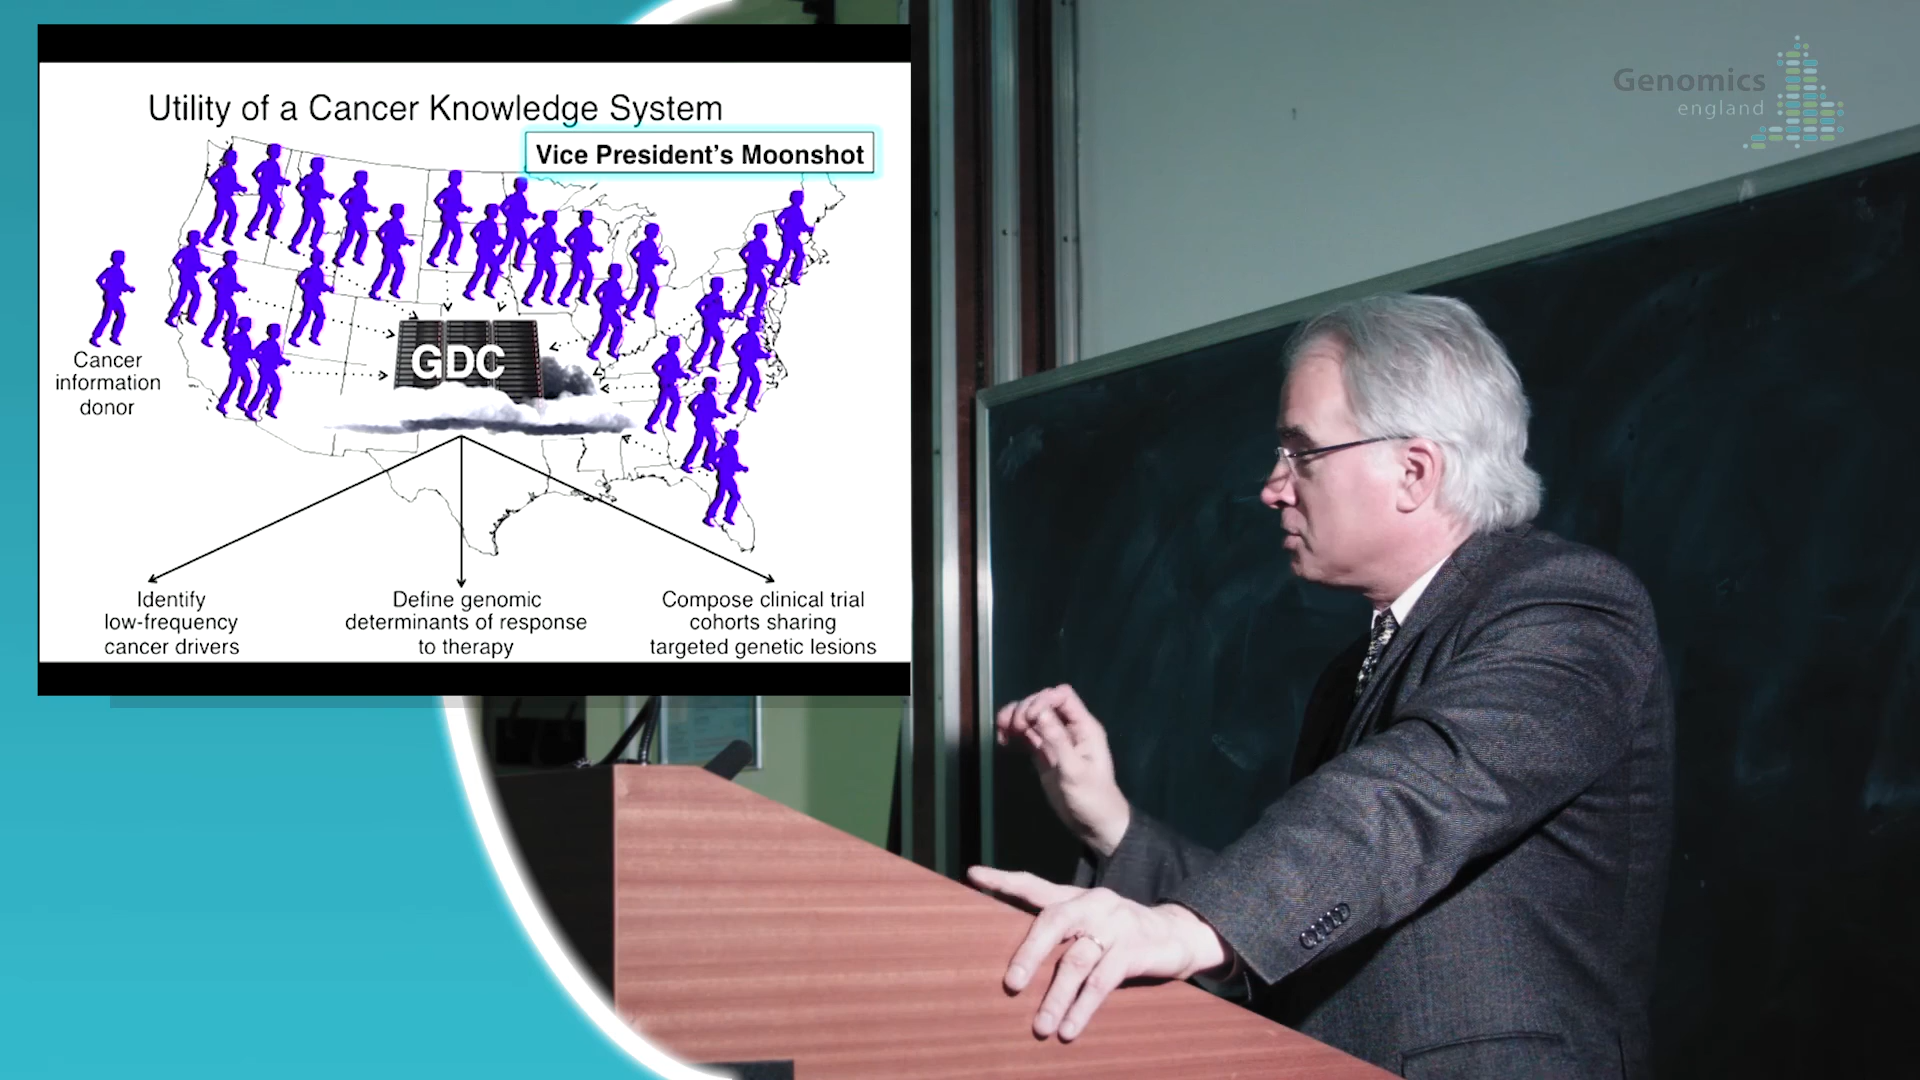 Utility of a Cancer Knowledge System
Vice President's Moonshot
GDC
Cancer
information
donor
Identify
low-frequency
cancer drivers
Define genomic
determinants of response
to therapy
Compose clinical trial
cohorts sharing
targeted genetic lesions
Genomics
england